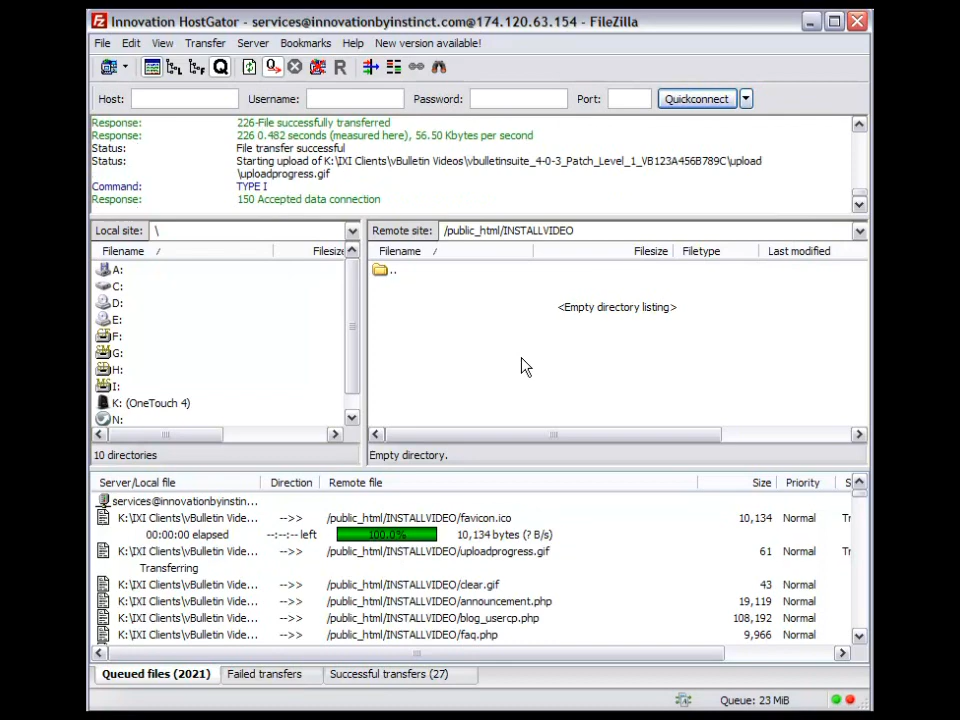 Innovation HostGator - services@innovationbyinstinct.com@174.120.63.154 - FileZilla
File Edit View Transfer Server Bookmarks Help New version available!
Host: Username: Password: Port: Quickconnect
Response: 226-File successfully transferred
Response: 226 0.482 seconds (measured here), 56.50 Kbytes per second
Status: File transfer successful
Status: Starting upload of K:\IXI Clients\vBulletin Videos\vbulletinsuite_4-0-3_Patch_Level_1_VB123A456B789C\upload
\uploadprogress.gif
Command: TYPE I
Response: 150 Accepted data connection
Local site: \ Remote site: /public_html/INSTALLVIDEO
Filename / Filesize Filename / Filesize Filetype Last modified
A: ..
C:
D: <Empty directory listing>
E:
F:
G:
H:
I:
K: (OneTouch 4)
N:
10 directories Empty directory.
Server/Local file Direction Remote file Size Priority S
services@innovationbyinstin...
K:\IXI Clients\vBulletin Vide... -->> /public_html/INSTALLVIDEO/favicon.ico 10,134 Normal Tr
00:00:00 elapsed --:--:-- left 100.0% 10,134 bytes (? B/s)
K:\IXI Clients\vBulletin Vide... -->> /public_html/INSTALLVIDEO/uploadprogress.gif 61 Normal Tr
Transferring
K:\IXI Clients\vBulletin Vide... -->> /public_html/INSTALLVIDEO/clear.gif 43 Normal
K:\IXI Clients\vBulletin Vide... -->> /public_html/INSTALLVIDEO/announcement.php 19,119 Normal
K:\IXI Clients\vBulletin Vide... -->> /public_html/INSTALLVIDEO/blog_usercp.php 108,192 Normal
K:\IXI Clients\vBulletin Vide... -->> /public_html/INSTALLVIDEO/faq.php 9,966 Normal
Queued files (2021) Failed transfers Successful transfers (27)
Queue: 23 MiB